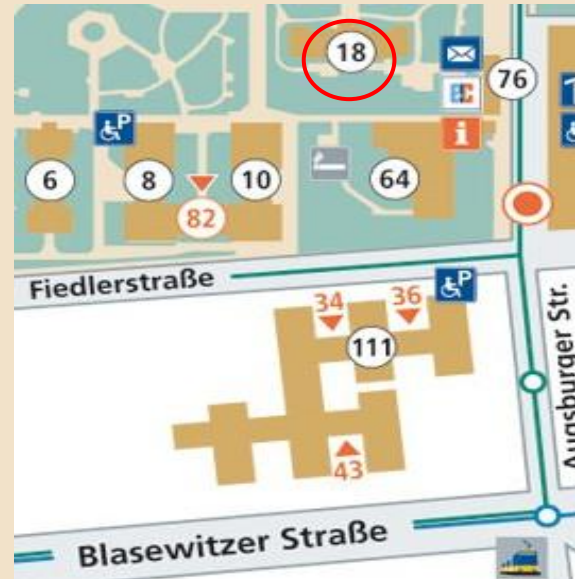 18
76
i
P
6
8
10
64
82
Fiedlerstraße
P
34
36
111
43
Augsburger Str.
Blasewitzer Straße